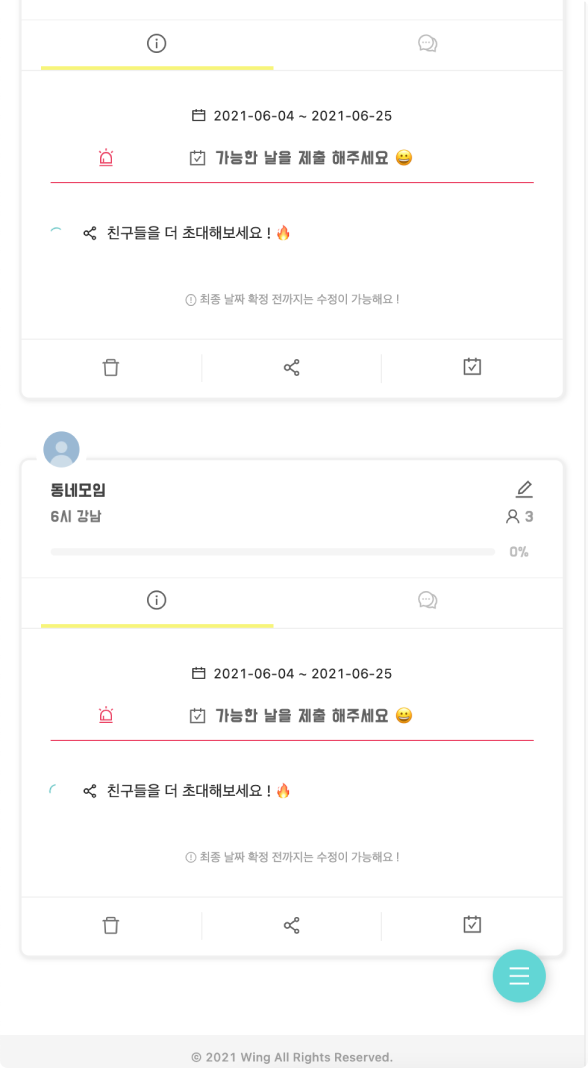 2021-06-04 ~ 2021-06-25
가능한 날을 제출 해주세요 😀
친구들을 더 초대해보세요 ! 🔥
최종 날짜 확정 전까지는 수정이 가능해요 !
동네모임
6시 강남
3
0%
2021-06-04 ~ 2021-06-25
가능한 날을 제출 해주세요 😀
친구들을 더 초대해보세요 ! 🔥
최종 날짜 확정 전까지는 수정이 가능해요 !
© 2021 Wing All Rights Reserved.